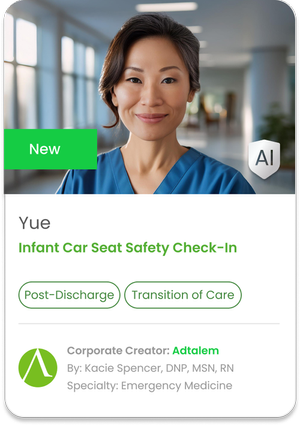 New
AI
Yue
Infant Car Seat Safety Check-In
Post-Discharge Transition of Care
Corporate Creator: Adtalem
By: Kacie Spencer, DNP, MSN, RN
Specialty: Emergency Medicine